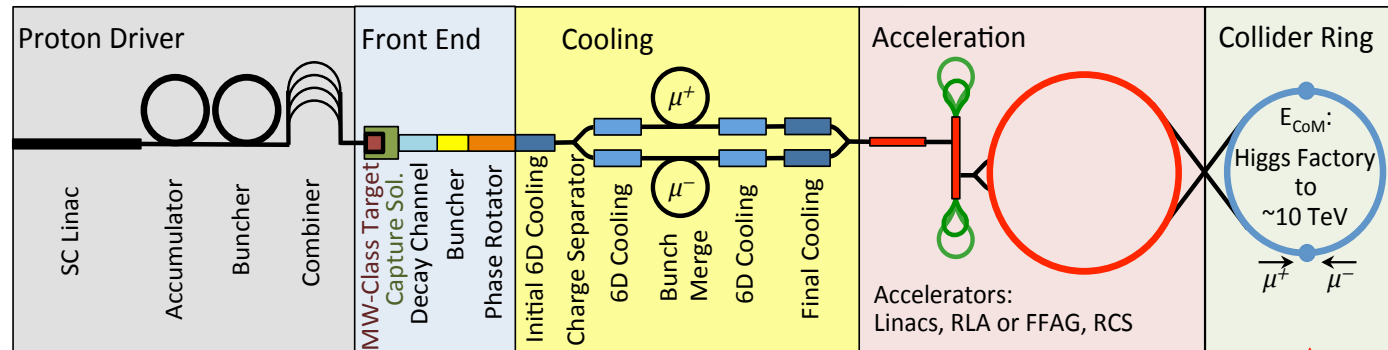 Proton Driver
Front End
Cooling
Acceleration
Collider Ring
μ⁺
μ⁻
E_CoM:
Higgs Factory
to
~10 TeV
μ⁺
μ⁻
SC Linac
Accumulator
Buncher
Combiner
MW-Class Target
Capture Sol.
Decay Channel
Buncher
Phase Rotator
Initial 6D Cooling
Charge Separator
6D Cooling
Bunch
Merge
6D Cooling
Final Cooling
Accelerators:
Linacs, RLA or FFAG, RCS